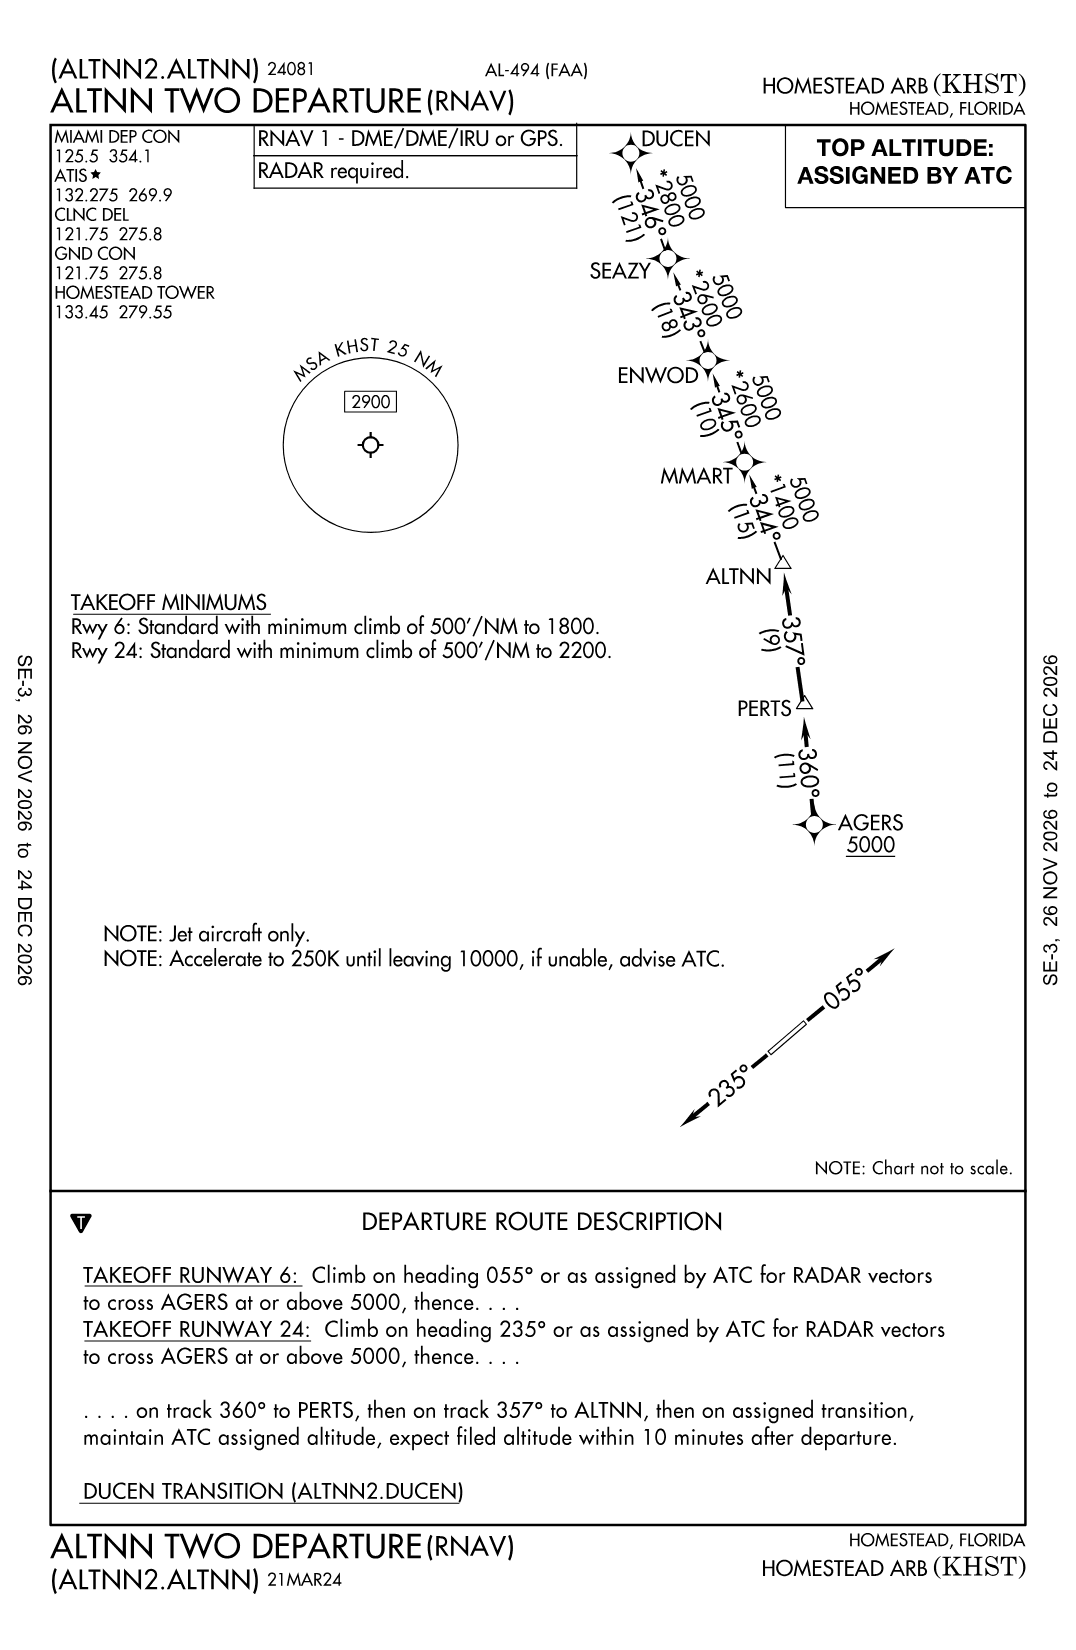 (ALTNN2.ALTNN) 24081
AL-494 (FAA)
HOMESTEAD ARB (KHST)
ALTNN TWO DEPARTURE (RNAV)
HOMESTEAD, FLORIDA
MIAMI DEP CON
125.5 354.1
ATIS ★
132.275 269.9
CLNC DEL
121.75 275.8
GND CON
121.75 275.8
HOMESTEAD TOWER
133.45 279.55
RNAV 1 - DME/DME/IRU or GPS.
RADAR required.
TOP ALTITUDE:
ASSIGNED BY ATC
DUCEN
5000
*2800
346°
(121)
SEAZY
5000
*2600
343°
(18)
ENWOD
5000
*2600
345°
(10)
MMART
5000
*1400
344°
(15)
ALTNN
357°
(9)
PERTS
360°
(11)
AGERS
5000
MSA KHST 25 NM
2900
TAKEOFF MINIMUMS
Rwy 6: Standard with minimum climb of 500'/NM to 1800.
Rwy 24: Standard with minimum climb of 500'/NM to 2200.
SE-3, 26 NOV 2026 to 24 DEC 2026
SE-3, 26 NOV 2026 to 24 DEC 2026
NOTE: Jet aircraft only.
NOTE: Accelerate to 250K until leaving 10000, if unable, advise ATC.
055°
235°
NOTE: Chart not to scale.
T
DEPARTURE ROUTE DESCRIPTION
TAKEOFF RUNWAY 6: Climb on heading 055° or as assigned by ATC for RADAR vectors
to cross AGERS at or above 5000, thence. . . .
TAKEOFF RUNWAY 24: Climb on heading 235° or as assigned by ATC for RADAR vectors
to cross AGERS at or above 5000, thence. . . .
. . . . on track 360° to PERTS, then on track 357° to ALTNN, then on assigned transition,
maintain ATC assigned altitude, expect filed altitude within 10 minutes after departure.
DUCEN TRANSITION (ALTNN2.DUCEN)
ALTNN TWO DEPARTURE (RNAV)
HOMESTEAD, FLORIDA
(ALTNN2.ALTNN) 21MAR24
HOMESTEAD ARB (KHST)